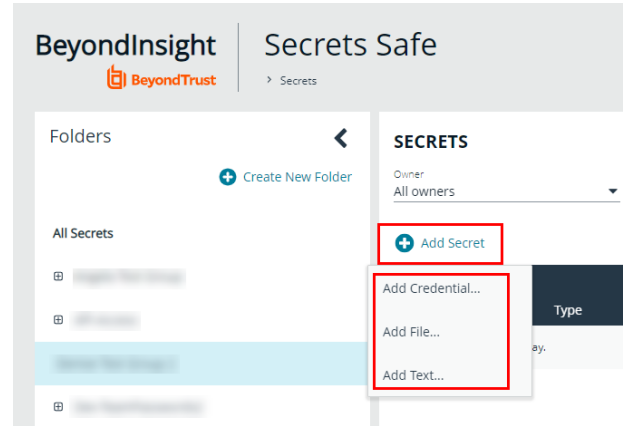 BeyondInsight
BeyondTrust
Secrets Safe
> Secrets
Folders
Create New Folder
All Secrets
SECRETS
Owner
All owners
Add Secret
Add Credential...
Add File...
Add Text...
Type
ay.